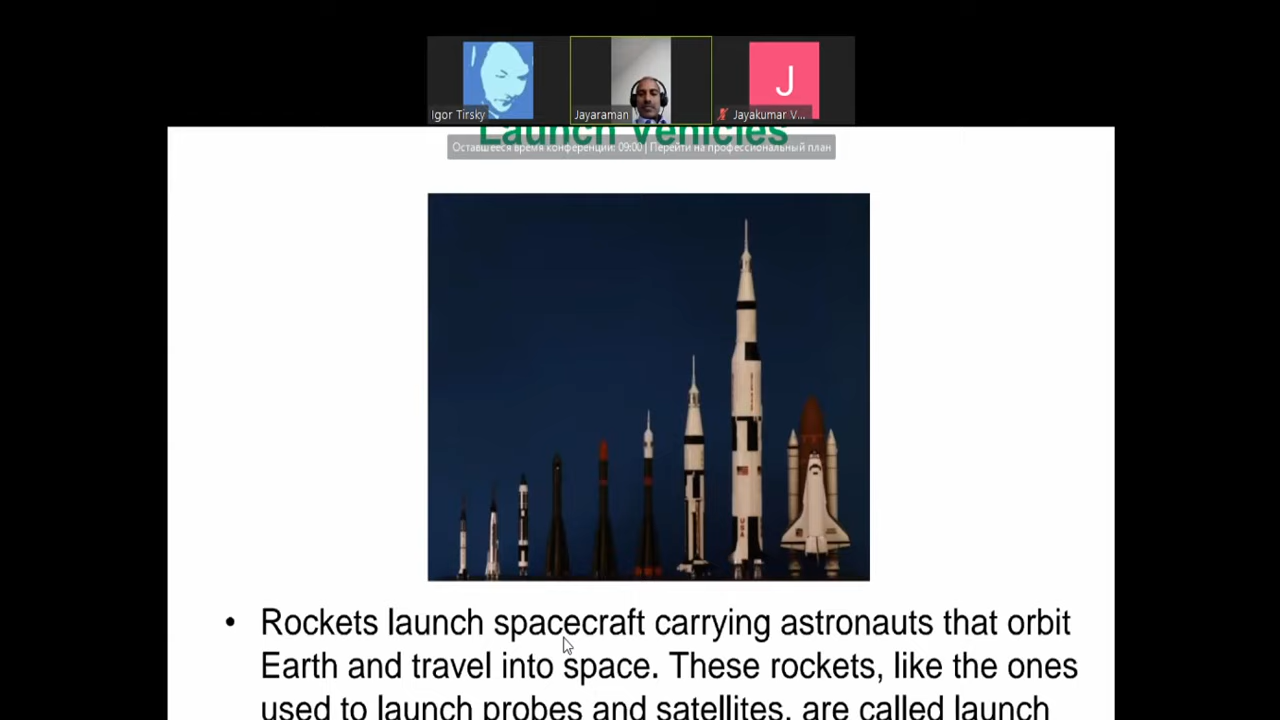 J
Igor Tirsky
Jayaraman
Jayakumar V...
Launch Vehicles
Оставшееся время конференции: 09:00 | Перейти на профессиональный план
USA
• Rockets launch spacecraft carrying astronauts that orbit
Earth and travel into space. These rockets, like the ones
used to launch probes and satellites, are called launch